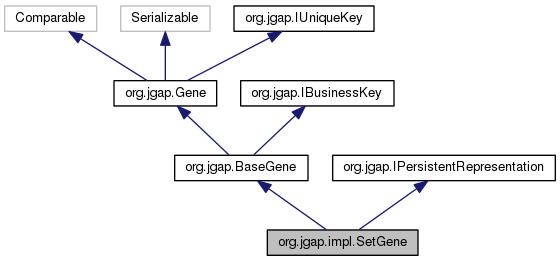 Comparable
Serializable
org.jgap.IUniqueKey
org.jgap.Gene
org.jgap.IBusinessKey
org.jgap.BaseGene
org.jgap.IPersistentRepresentation
org.jgap.impl.SetGene